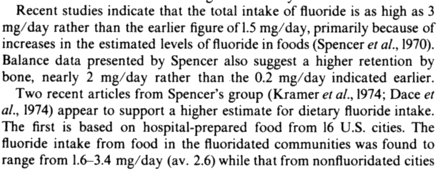 Recent studies indicate that the total intake of fluoride is as high as 3
mg/day rather than the earlier figure of 1.5 mg/day, primarily because of
increases in the estimated levels of fluoride in foods (Spencer et al., 1970).
Balance data presented by Spencer also suggest a higher retention by
bone, nearly 2 mg/day rather than the 0.2 mg/day indicated earlier.
Two recent articles from Spencer's group (Kramer et al., 1974; Dace et
al., 1974) appear to support a higher estimate for dietary fluoride intake.
The first is based on hospital-prepared food from 16 U.S. cities. The
fluoride intake from food in the fluoridated communities was found to
range from 1.6–3.4 mg/day (av. 2.6) while that from nonfluoridated cities